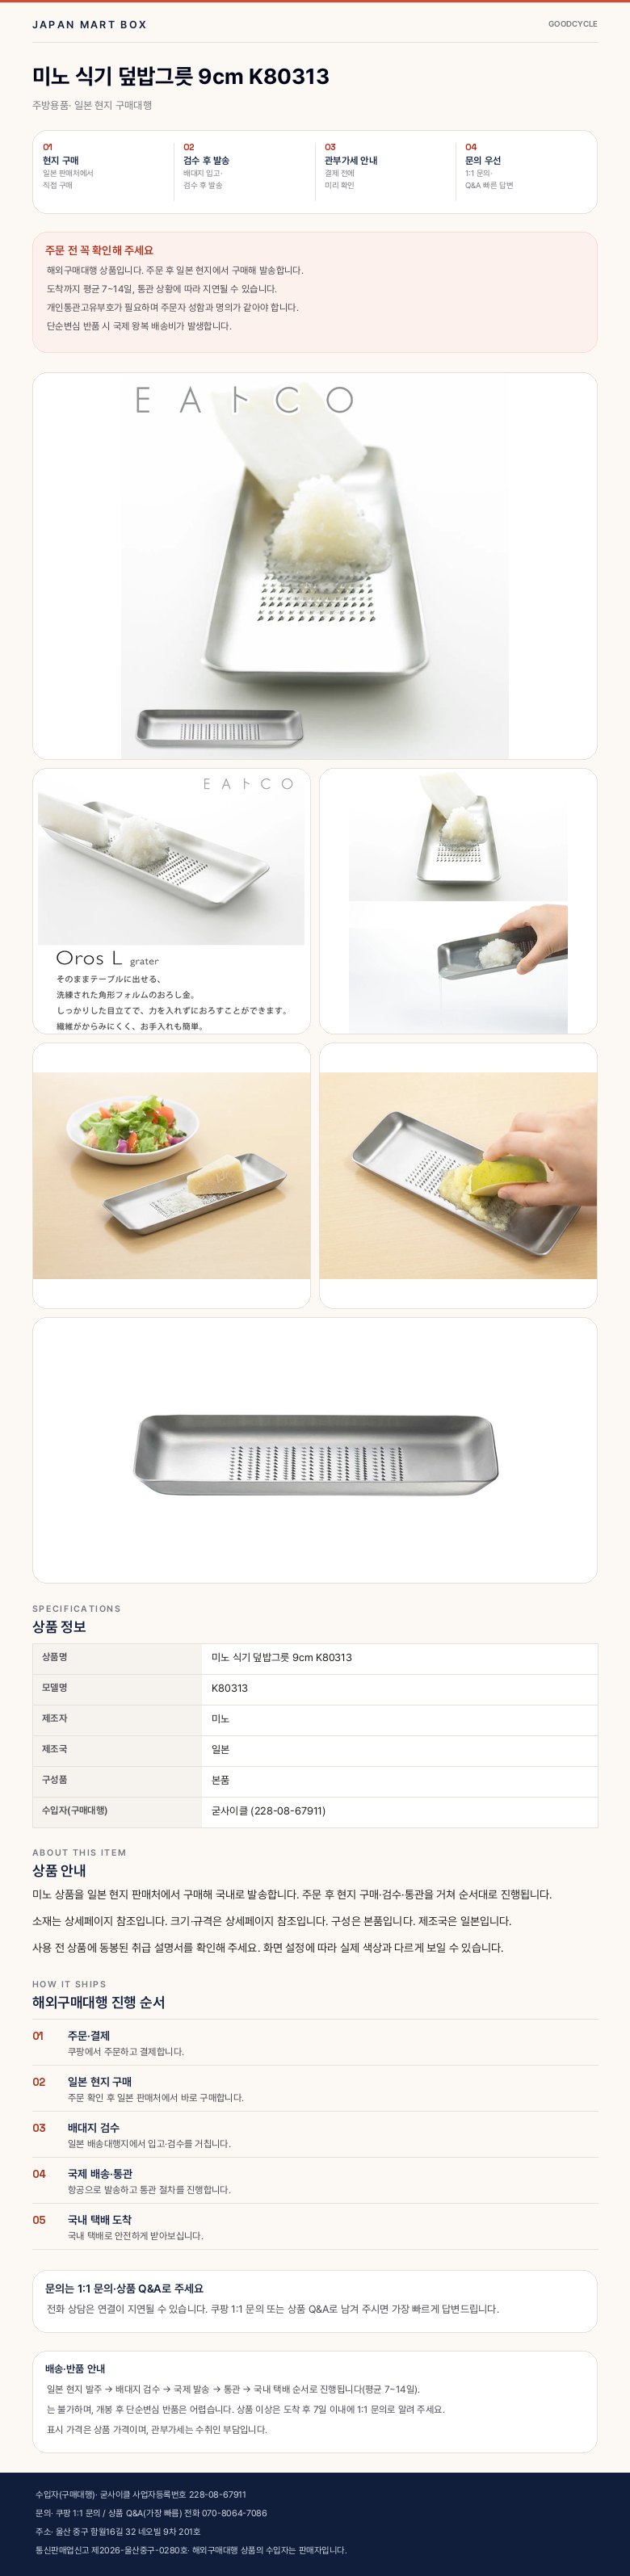 JAPAN MART BOX
GOODCYCLE
미노 식기 덮밥그릇 9cm K80313
주방용품· 일본 현지 구매대행
01
현지 구매
일본 판매처에서
직접 구매
02
검수 후 발송
배대지 입고·
검수 후 발송
03
관부가세 안내
결제 전에
미리 확인
04
문의 우선
1:1 문의·
Q&A 빠른 답변
주문 전 꼭 확인해 주세요
해외구매대행 상품입니다. 주문 후 일본 현지에서 구매해 발송합니다.
도착까지 평균 7~14일, 통관 상황에 따라 지연될 수 있습니다.
개인통관고유부호가 필요하며 주문자 성함과 명의가 같아야 합니다.
단순변심 반품 시 국제 왕복 배송비가 발생합니다.
EAトCO
EAトCO
Oros L grater
そのままテーブルに出せる、
洗練された角形フォルムのおろし金。
しっかりした目立てで、力を入れずにおろすことができます。
繊維がからみにくく、お手入れも簡単。
SPECIFICATIONS
상품 정보
상품명 미노 식기 덮밥그릇 9cm K80313
모델명 K80313
제조자 미노
제조국 일본
구성품 본품
수입자(구매대행) 굳사이클 (228-08-67911)
ABOUT THIS ITEM
상품 안내
미노 상품을 일본 현지 판매처에서 구매해 국내로 발송합니다. 주문 후 현지 구매·검수·통관을 거쳐 순서대로 진행됩니다.
소재는 상세페이지 참조입니다. 크기·규격은 상세페이지 참조입니다. 구성은 본품입니다. 제조국은 일본입니다.
사용 전 상품에 동봉된 취급 설명서를 확인해 주세요. 화면 설정에 따라 실제 색상과 다르게 보일 수 있습니다.
HOW IT SHIPS
해외구매대행 진행 순서
01 주문·결제
쿠팡에서 주문하고 결제합니다.
02 일본 현지 구매
주문 확인 후 일본 판매처에서 바로 구매합니다.
03 배대지 검수
일본 배송대행지에서 입고·검수를 거칩니다.
04 국제 배송·통관
항공으로 발송하고 통관 절차를 진행합니다.
05 국내 택배 도착
국내 택배로 안전하게 받아보십니다.
문의는 1:1 문의·상품 Q&A로 주세요
전화 상담은 연결이 지연될 수 있습니다. 쿠팡 1:1 문의 또는 상품 Q&A로 남겨 주시면 가장 빠르게 답변드립니다.
배송·반품 안내
일본 현지 발주 → 배대지 검수 → 국제 발송 → 통관 → 국내 택배 순서로 진행됩니다(평균 7~14일).
는 불가하며, 개봉 후 단순변심 반품은 어렵습니다. 상품 이상은 도착 후 7일 이내에 1:1 문의로 알려 주세요.
표시 가격은 상품 가격이며, 관부가세는 수취인 부담입니다.
수입자(구매대행)· 굳사이클 사업자등록번호 228-08-67911
문의· 쿠팡 1:1 문의 / 상품 Q&A(가장 빠름) 전화 070-8064-7086
주소· 울산 중구 함월16길 32 네오빌 9차 201호
통신판매업신고 제2026-울산중구-0280호· 해외구매대행 상품의 수입자는 판매자입니다.